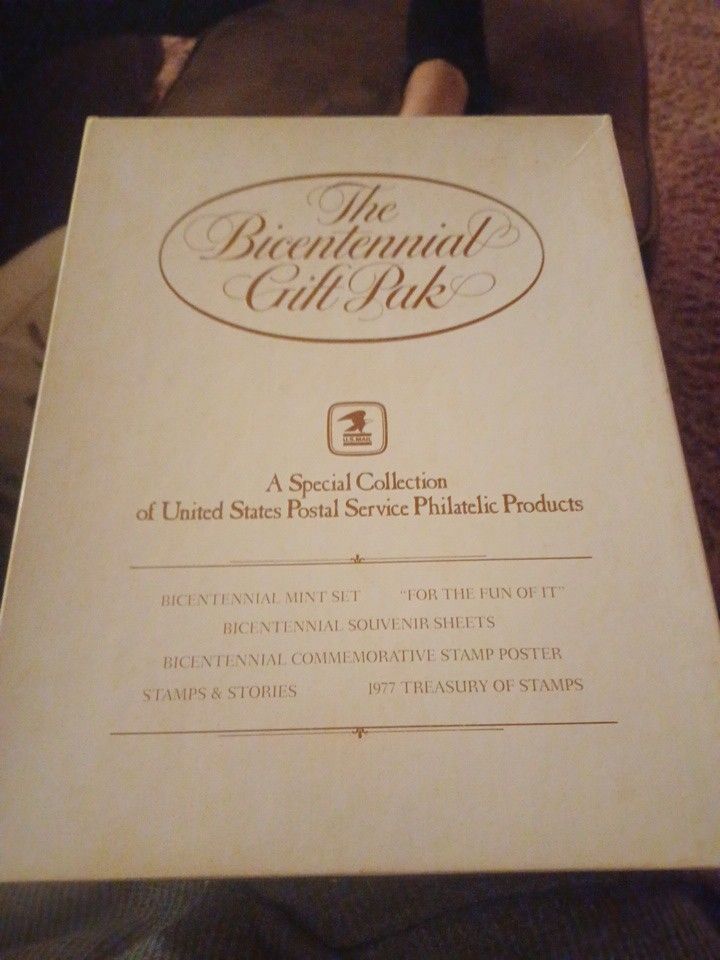 The
Bicentennial
Gift Pak
U.S. MAIL
A Special Collection
of United States Postal Service Philatelic Products
BICENTENNIAL MINT SET "FOR THE FUN OF IT"
BICENTENNIAL SOUVENIR SHEETS
BICENTENNIAL COMMEMORATIVE STAMP POSTER
STAMPS & STORIES 1977 TREASURY OF STAMPS